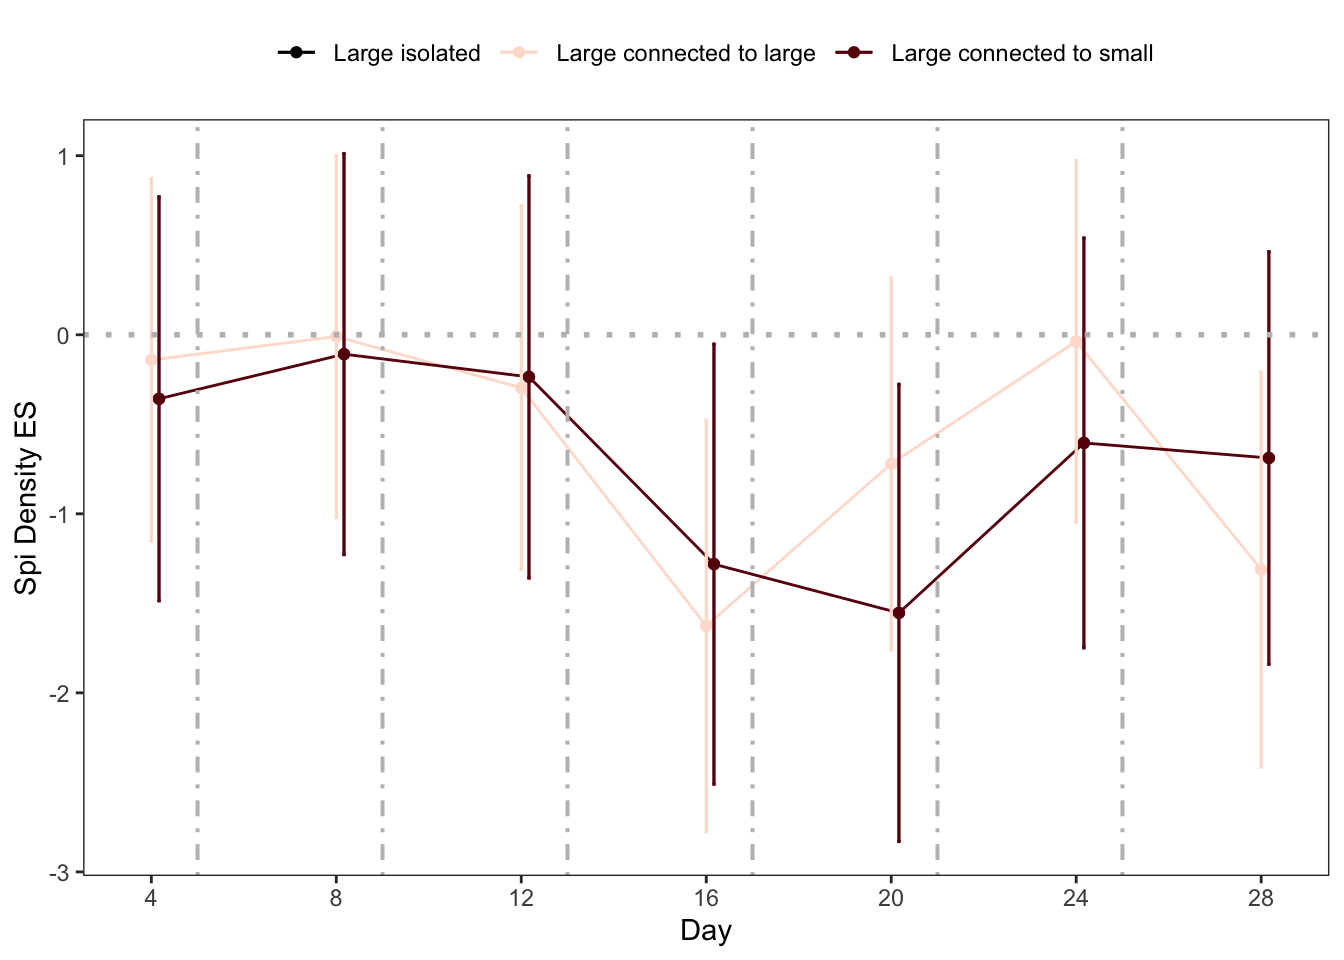 Large isolated Large connected to large Large connected to small
1
0
-1
-2
-3
Spi Density ES
4 8 12 16 20 24 28
Day